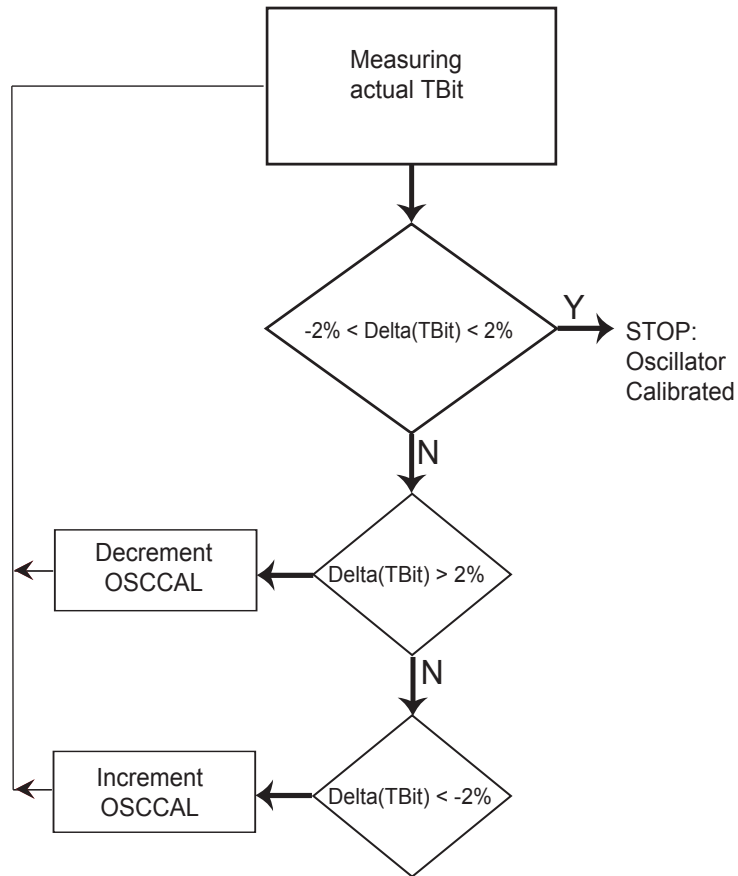 Measuring
actual TBit
-2% < Delta(TBit) < 2%
Y
STOP:
Oscillator
Calibrated
N
Decrement
OSCCAL
Delta(TBit) > 2%
N
Increment
OSCCAL
Delta(TBit) < -2%